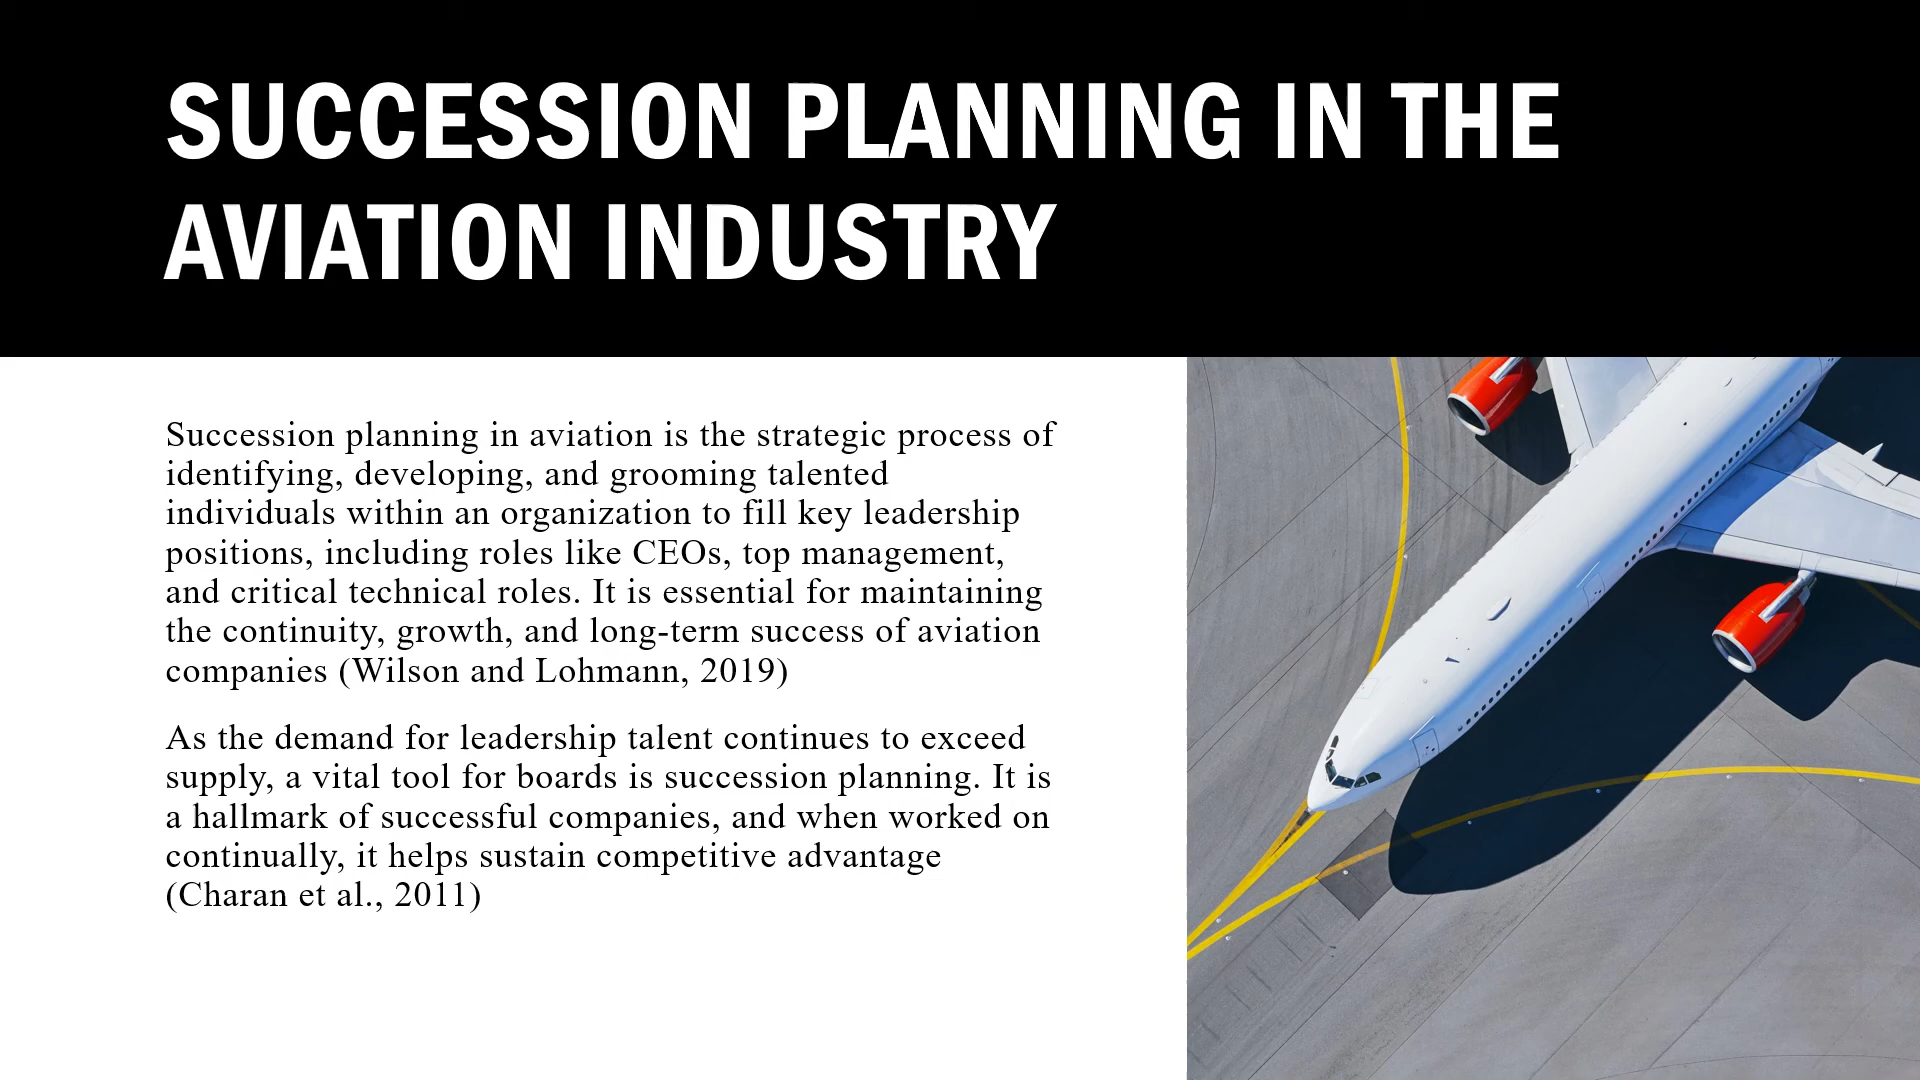 SUCCESSION PLANNING IN THE
AVIATION INDUSTRY
Succession planning in aviation is the strategic process of
identifying, developing, and grooming talented
individuals within an organization to fill key leadership
positions, including roles like CEOs, top management,
and critical technical roles. It is essential for maintaining
the continuity, growth, and long-term success of aviation
companies (Wilson and Lohmann, 2019)
As the demand for leadership talent continues to exceed
supply, a vital tool for boards is succession planning. It is
a hallmark of successful companies, and when worked on
continually, it helps sustain competitive advantage
(Charan et al., 2011)